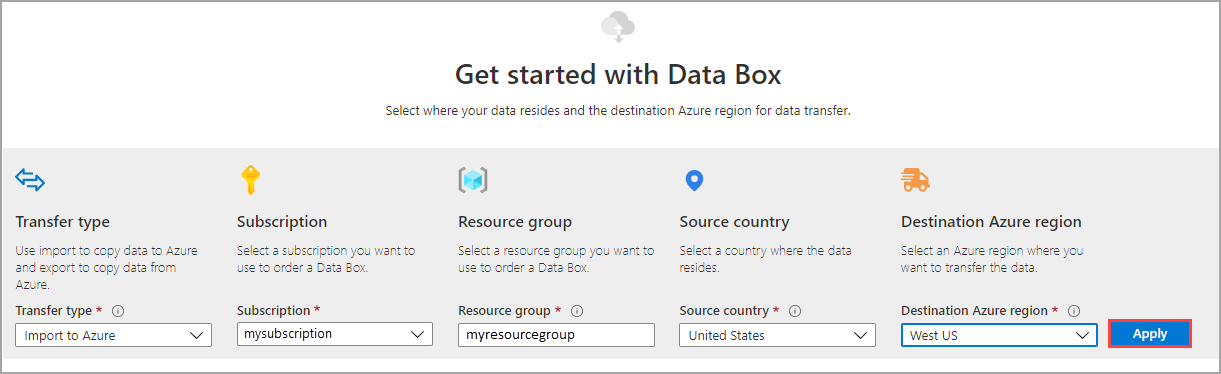 Get started with Data Box
Select where your data resides and the destination Azure region for data transfer.
Transfer type
Use import to copy data to Azure
and export to copy data from
Azure.
Transfer type *
Import to Azure
Subscription
Select a subscription you want to
use to order a Data Box.
Subscription *
mysubscription
Resource group
Select a resource group you want to
use to order a Data Box.
Resource group *
myresourcegroup
Source country
Select a country where the data
resides.
Source country *
United States
Destination Azure region
Select an Azure region where you
want to transfer the data.
Destination Azure region *
West US
Apply